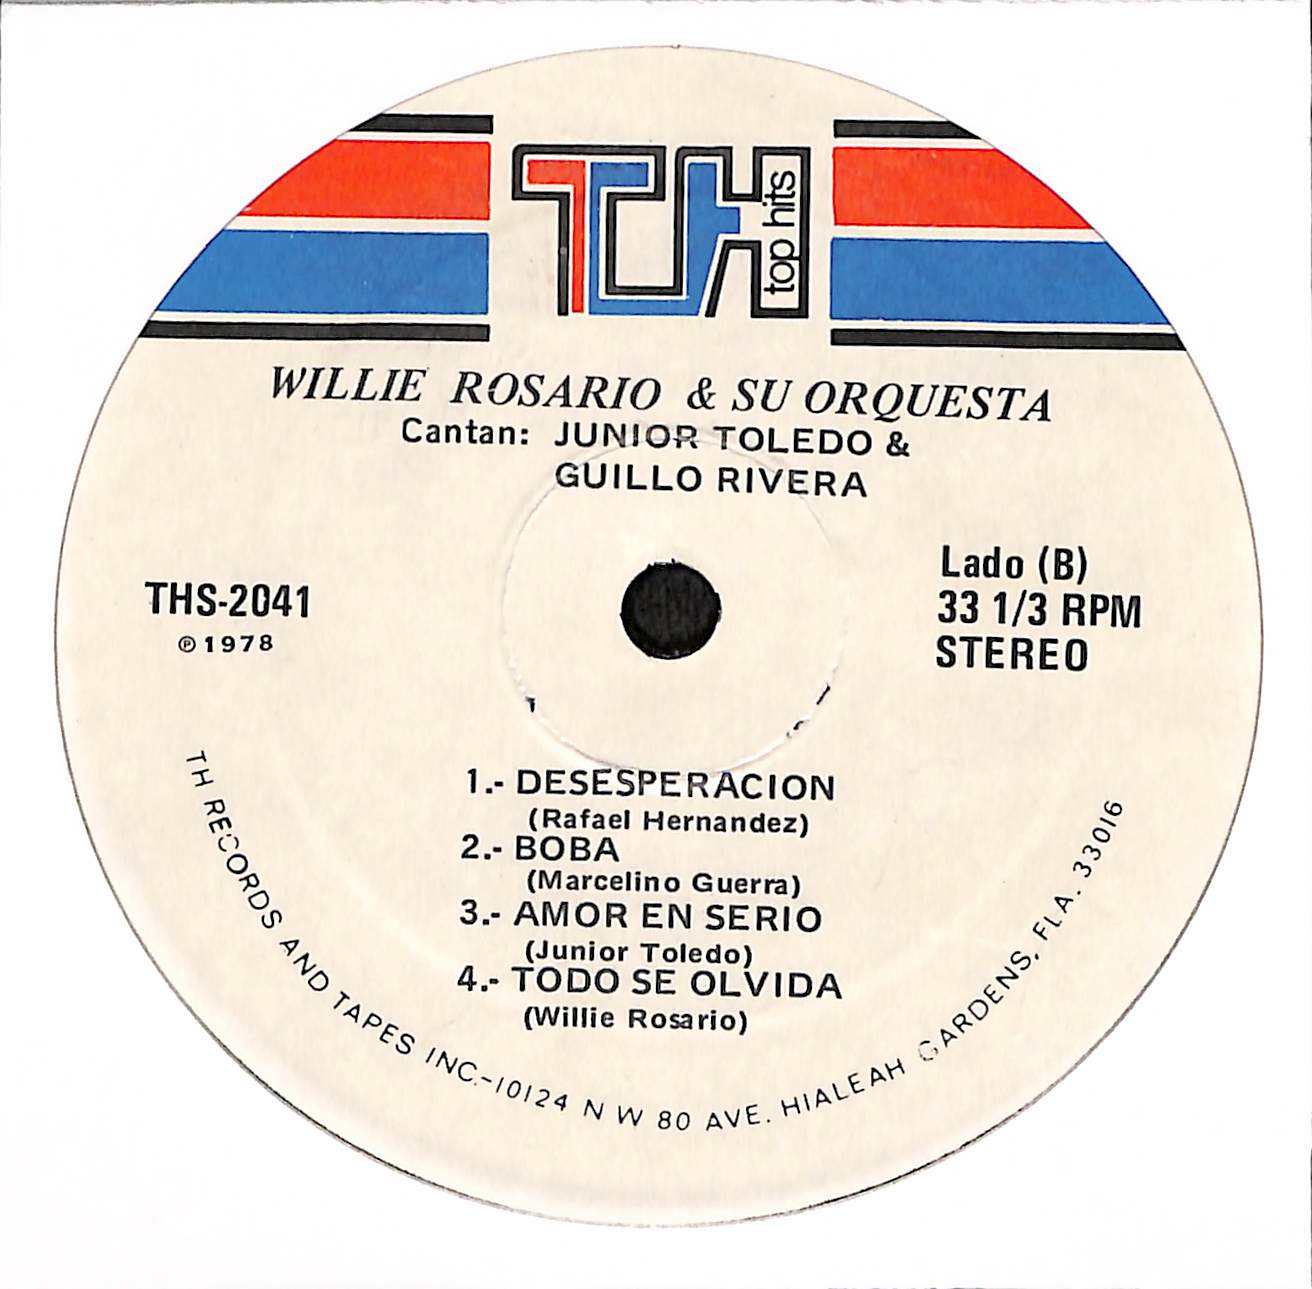 TH
top hits
WILLIE ROSARIO & SU ORQUESTA
Cantan: JUNIOR TOLEDO &
GUILLO RIVERA
THS-2041
℗ 1978
Lado (B)
33 1/3 RPM
STEREO
1.- DESESPERACION
(Rafael Hernandez)
2.- BOBA
(Marcelino Guerra)
3.- AMOR EN SERIO
(Junior Toledo)
4.- TODO SE OLVIDA
(Willie Rosario)
TH RECORDS AND TAPES INC.-10124 N W 80 AVE. HIALEAH GARDENS, FLA. 33016